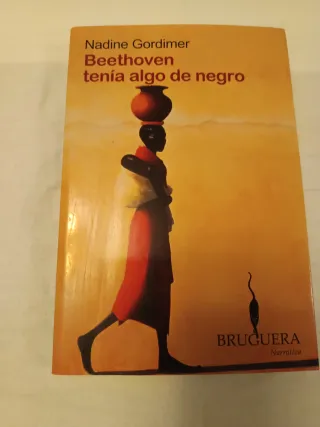 Nadine Gordimer
Beethoven
tenía algo de negro
BRUGUERA
Narrativa